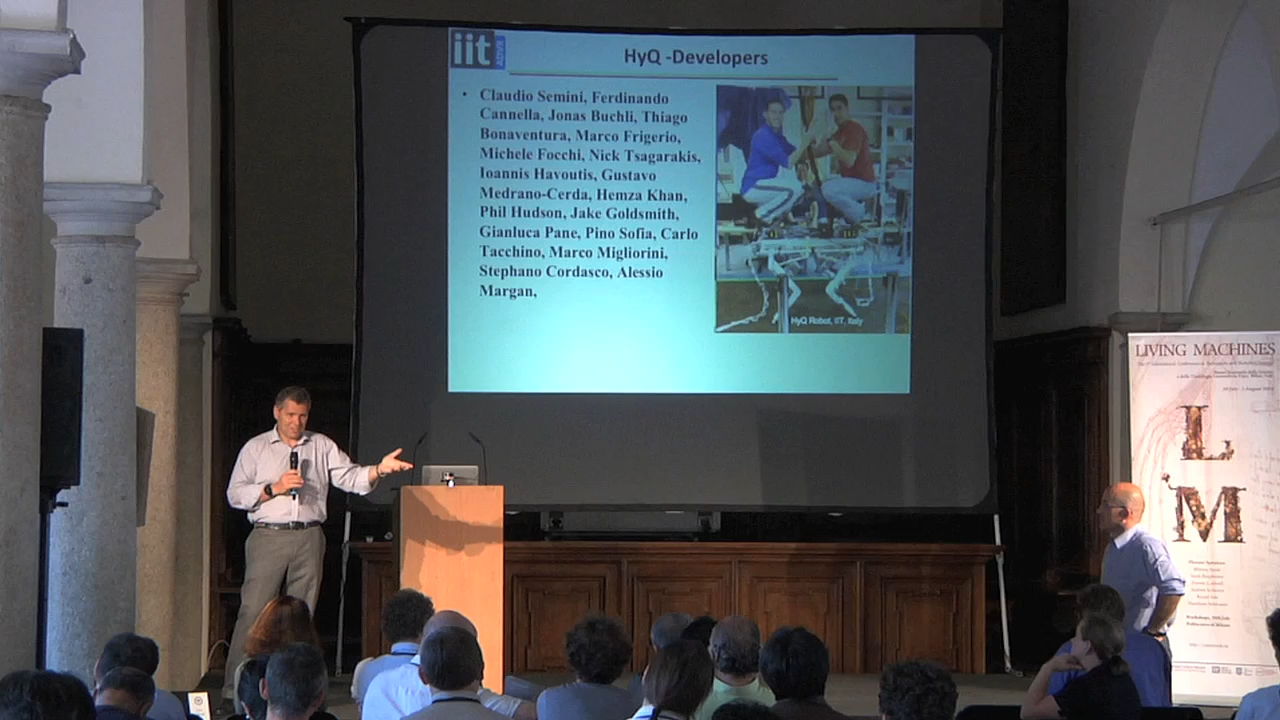 iit
ADVR
HyQ -Developers
• Claudio Semini, Ferdinando
Cannella, Jonas Buchli, Thiago
Bonaventura, Marco Frigerio,
Michele Focchi, Nick Tsagarakis,
Ioannis Havoutis, Gustavo
Medrano-Cerda, Hemza Khan,
Phil Hudson, Jake Goldsmith,
Gianluca Pane, Pino Sofia, Carlo
Tacchino, Marco Migliorini,
Stephano Cordasco, Alessio
Margan,
HyQ Robot, IIT, Italy
LIVING MACHINES
L
M